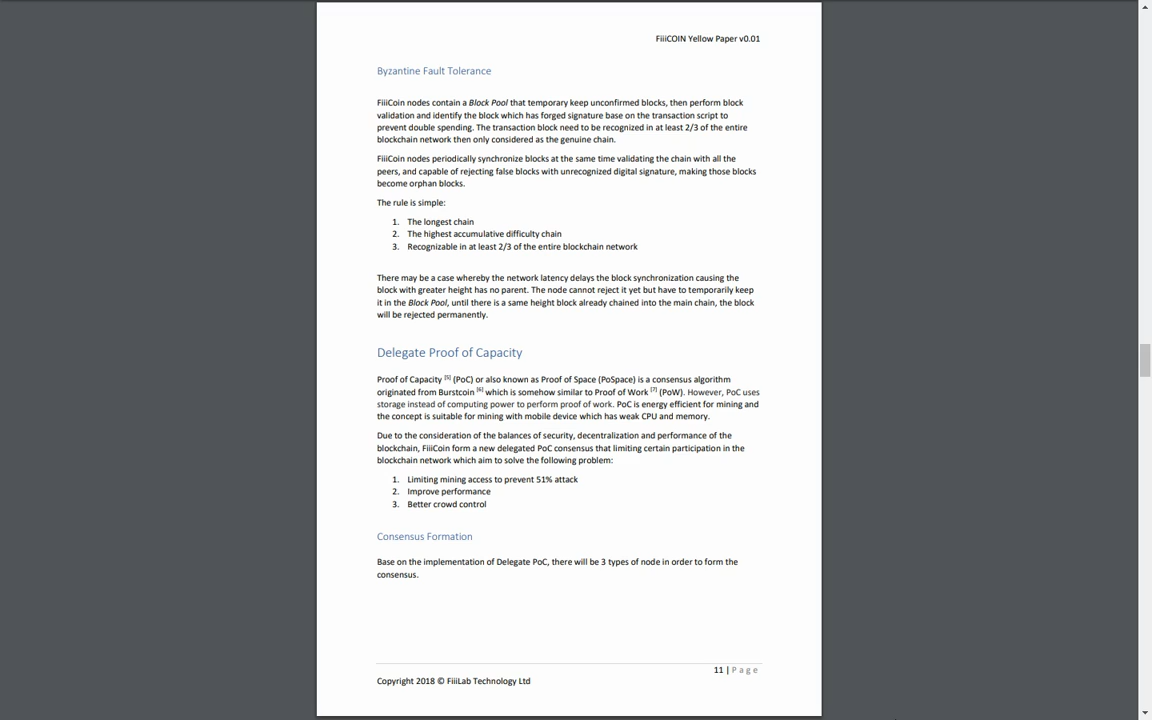 FiiiCOIN Yellow Paper v0.01
Byzantine Fault Tolerance
FiiiCoin nodes contain a Block Pool that temporary keep unconfirmed blocks, then perform block
validation and identify the block which has forged signature base on the transaction script to
prevent double spending. The transaction block need to be recognized in at least 2/3 of the entire
blockchain network then only considered as the genuine chain.
FiiiCoin nodes periodically synchronize blocks at the same time validating the chain with all the
peers, and capable of rejecting false blocks with unrecognized digital signature, making those blocks
become orphan blocks.
The rule is simple:
1. The longest chain
2. The highest accumulative difficulty chain
3. Recognizable in at least 2/3 of the entire blockchain network
There may be a case whereby the network latency delays the block synchronization causing the
block with greater height has no parent. The node cannot reject it yet but have to temporarily keep
it in the Block Pool, until there is a same height block already chained into the main chain, the block
will be rejected permanently.
Delegate Proof of Capacity
Proof of Capacity [5] (PoC) or also known as Proof of Space (PoSpace) is a consensus algorithm
originated from Burstcoin [6] which is somehow similar to Proof of Work [7] (PoW). However, PoC uses
storage instead of computing power to perform proof of work. PoC is energy efficient for mining and
the concept is suitable for mining with mobile device which has weak CPU and memory.
Due to the consideration of the balances of security, decentralization and performance of the
blockchain, FiiiCoin form a new delegated PoC consensus that limiting certain participation in the
blockchain network which aim to solve the following problem:
1. Limiting mining access to prevent 51% attack
2. Improve performance
3. Better crowd control
Consensus Formation
Base on the implementation of Delegate PoC, there will be 3 types of node in order to form the
consensus.
11 | Page
Copyright 2018 © FiiiLab Technology Ltd